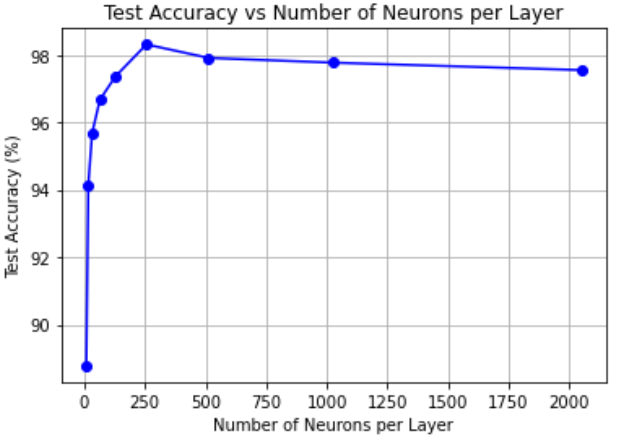 Test Accuracy vs Number of Neurons per Layer
Test Accuracy (%)
98
96
94
92
90
0 250 500 750 1000 1250 1500 1750 2000
Number of Neurons per Layer